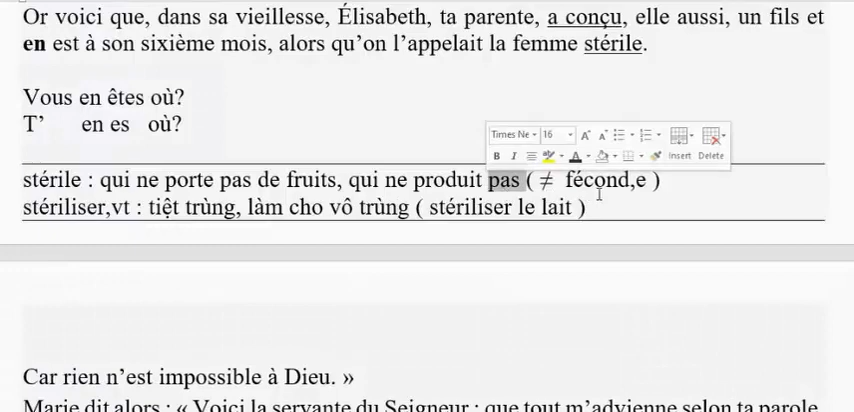 Or voici que, dans sa vieillesse, Élisabeth, ta parente, a conçu, elle aussi, un fils et
en est à son sixième mois, alors qu’on l’appelait la femme stérile.
Vous en êtes où?
T’ en es où?
Times Ne 16
B I A Insert Delete
stérile : qui ne porte pas de fruits, qui ne produit pas ( ≠ fécond,e )
stériliser,vt : tiệt trùng, làm cho vô trùng ( stériliser le lait )
Car rien n’est impossible à Dieu. »
Marie dit alors : « Voici la servante du Seigneur ; que tout m’advienne selon ta parole